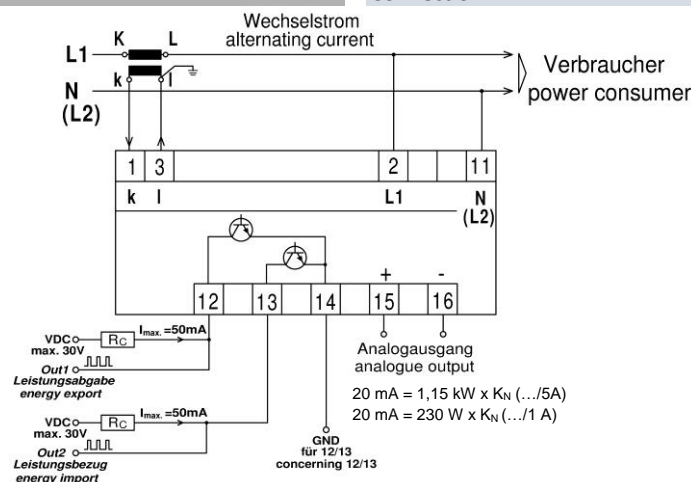 Wechselstrom
alternating current
K L
L1
k l
N
(L2)
Verbraucher
power consumer
1 3 2 11
k l L1 N
(L2)
+ -
12 13 14 15 16
VDC
max. 30V
RC
Imax. =50mA
Out1
Leistungsabgabe
energy export
VDC
max. 30V
RC
Imax. =50mA
Out2
Leistungsbezug
energy import
GND
für 12/13
concerning 12/13
Analogausgang
analogue output
20 mA = 1,15 kW x KN (…/5A)
20 mA = 230 W x KN (…/1 A)